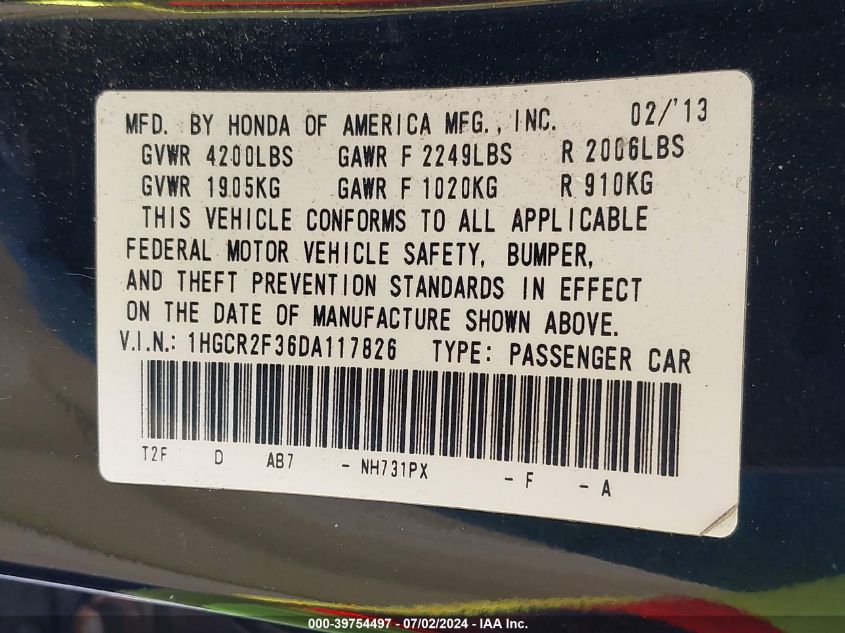 MFD. BY HONDA OF AMERICA MFG., INC. 02/'13
GVWR 4200LBS GAWR F 2249LBS R 2006LBS
GVWR 1905KG GAWR F 1020KG R 910KG
THIS VEHICLE CONFORMS TO ALL APPLICABLE
FEDERAL MOTOR VEHICLE SAFETY, BUMPER,
AND THEFT PREVENTION STANDARDS IN EFFECT
ON THE DATE OF MANUFACTURE SHOWN ABOVE.
V.I.N.: 1HGCR2F36DA117826 TYPE: PASSENGER CAR
T2F D AB7 - NH731PX - F - A
000-39754497 - 07/02/2024 - IAA Inc.